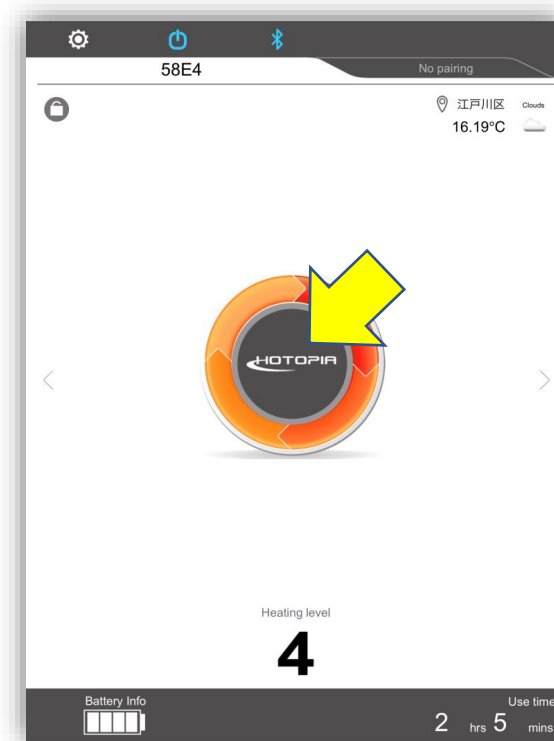 58E4
No pairing
江戸川区 Clouds
16.19°C
HOTOPIA
Heating level
4
Battery Info
Use time
2 hrs 5 mins